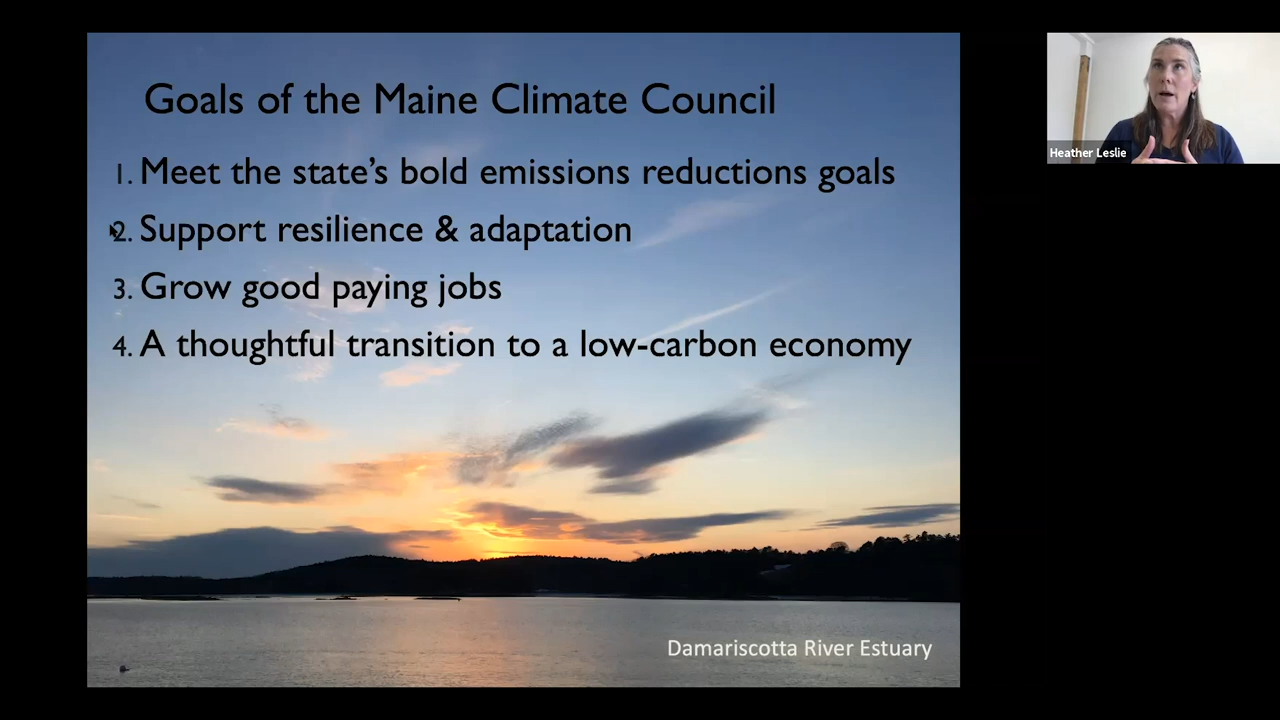 Goals of the Maine Climate Council
1. Meet the state's bold emissions reductions goals
2. Support resilience & adaptation
3. Grow good paying jobs
4. A thoughtful transition to a low-carbon economy
Damariscotta River Estuary
Heather Leslie